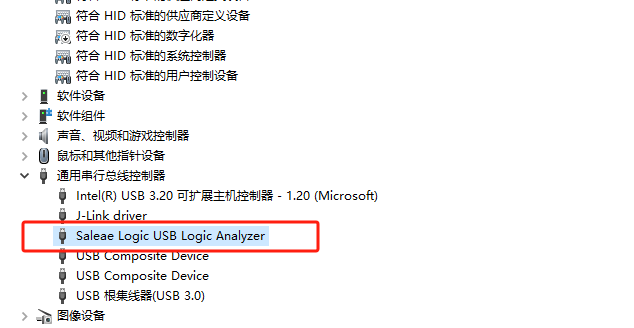 符合 HID 标准的供应商定义设备
符合 HID 标准的数字化器
符合 HID 标准的系统控制器
符合 HID 标准的用户控制设备
软件设备
软件组件
声音、视频和游戏控制器
鼠标和其他指针设备
通用串行总线控制器
Intel(R) USB 3.20 可扩展主机控制器 - 1.20 (Microsoft)
J-Link driver
Saleae Logic USB Logic Analyzer
USB Composite Device
USB Composite Device
USB 根集线器(USB 3.0)
图像设备